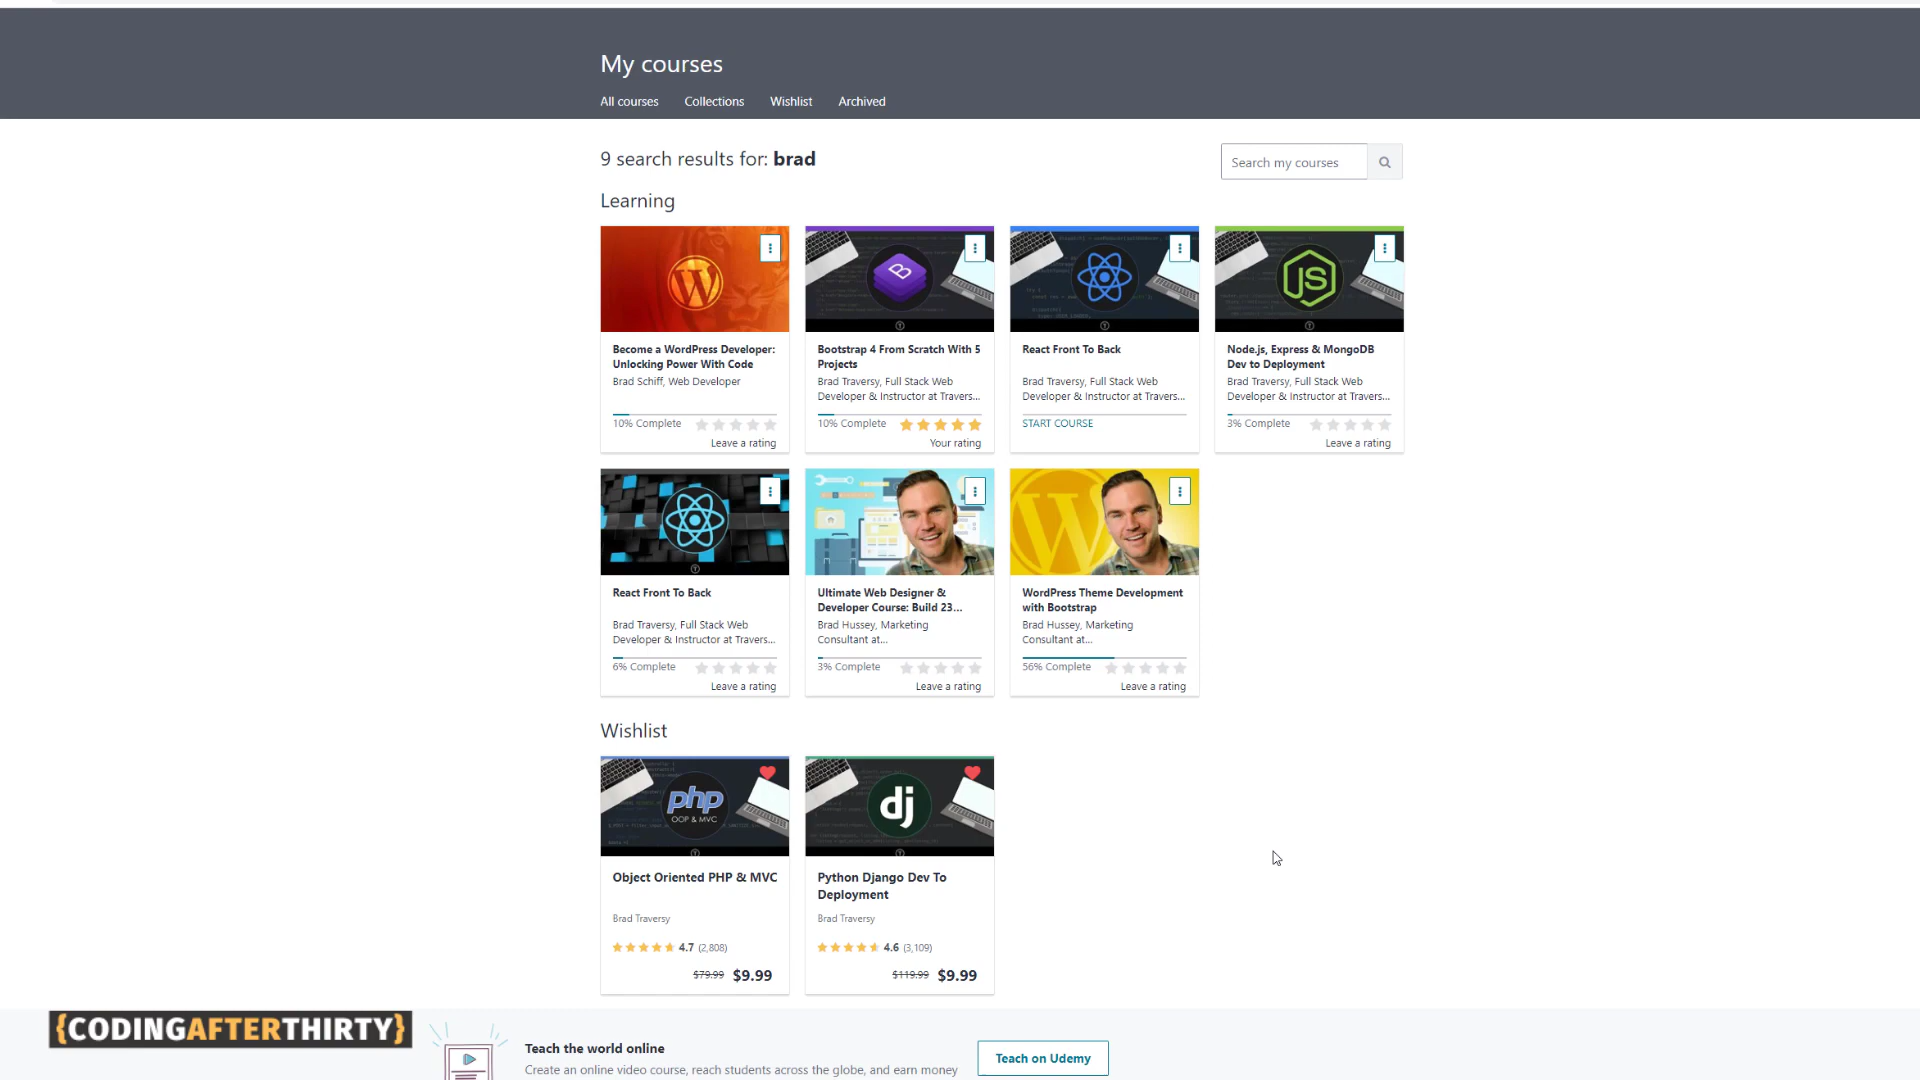 My courses
All courses
Collections
Wishlist
Archived
9 search results for: brad
Search my courses
Learning
JS
Become a WordPress Developer:
Unlocking Power With Code
Brad Schiff, Web Developer
10% Complete
Leave a rating
Bootstrap 4 From Scratch With 5
Projects
Brad Traversy, Full Stack Web
Developer & Instructor at Travers...
10% Complete
Your rating
React Front To Back
Brad Traversy, Full Stack Web
Developer & Instructor at Travers...
START COURSE
Node.js, Express & MongoDB
Dev to Deployment
Brad Traversy, Full Stack Web
Developer & Instructor at Travers...
3% Complete
Leave a rating
React Front To Back
Brad Traversy, Full Stack Web
Developer & Instructor at Travers...
6% Complete
Leave a rating
Ultimate Web Designer &
Developer Course: Build 23...
Brad Hussey, Marketing
Consultant at...
3% Complete
Leave a rating
WordPress Theme Development
with Bootstrap
Brad Hussey, Marketing
Consultant at...
56% Complete
Leave a rating
Wishlist
php
OOP & MVC
Object Oriented PHP & MVC
Brad Traversy
4.7 (2,808)
$79.99 $9.99
dj
Python Django Dev To
Deployment
Brad Traversy
4.6 (3,109)
$119.99 $9.99
{CODINGAFTERTHIRTY}
Teach the world online
Create an online video course, reach students across the globe, and earn money
Teach on Udemy